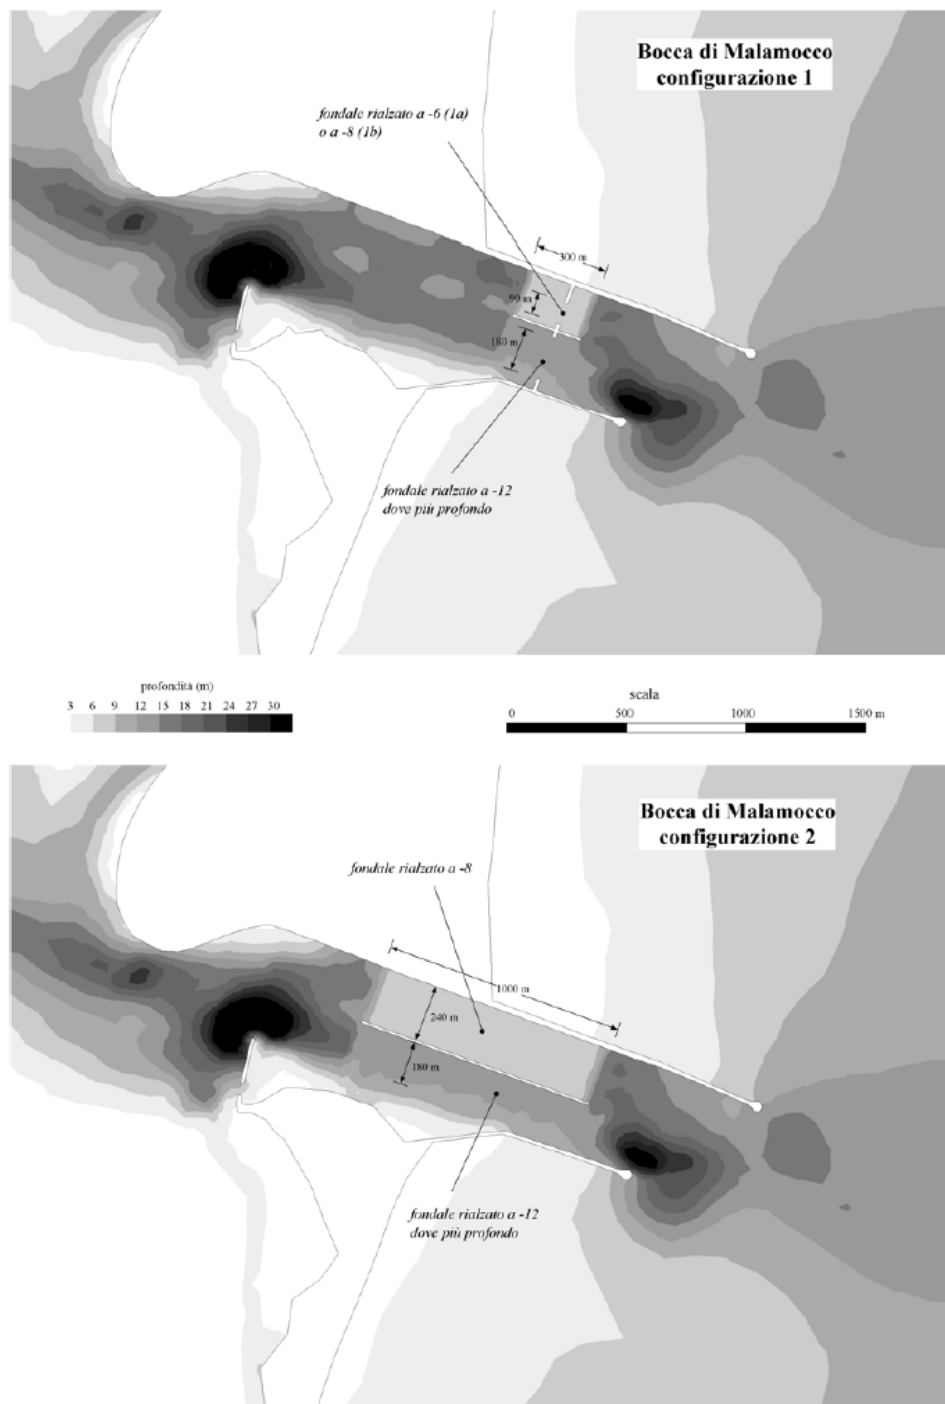 Bocca di Malamocco
configurazione 1
fondale rialzato a -6 (1a)
o a -8 (1b)
300 m
90 m
180 m
fondale rialzato a -12
dove più profondo
profondità (m)
3 6 9 12 15 18 21 24 27 30
scala
0 500 1000 1500 m
Bocca di Malamocco
configurazione 2
fondale rialzato a -8
1000 m
240 m
180 m
fondale rialzato a -12
dove più profondo